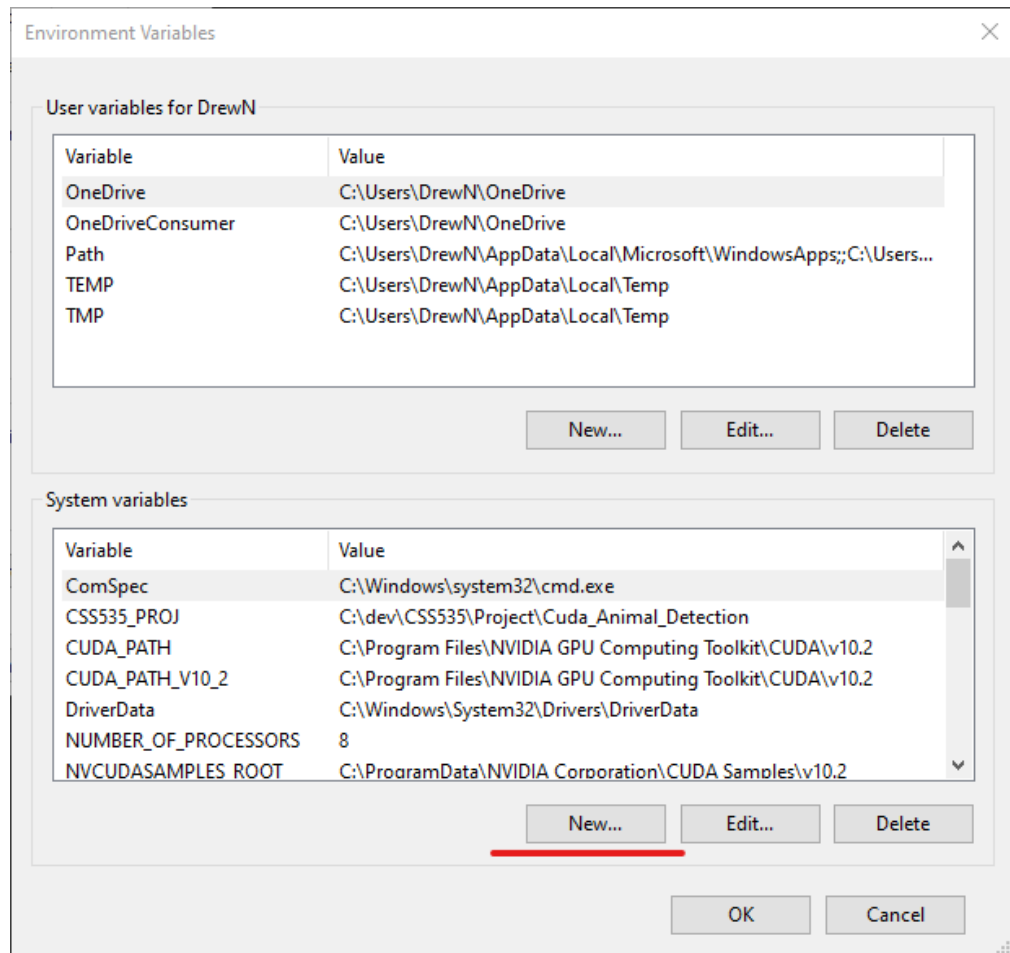 Environment Variables
User variables for DrewN
Variable Value
OneDrive C:\Users\DrewN\OneDrive
OneDriveConsumer C:\Users\DrewN\OneDrive
Path C:\Users\DrewN\AppData\Local\Microsoft\WindowsApps;;C:\Users...
TEMP C:\Users\DrewN\AppData\Local\Temp
TMP C:\Users\DrewN\AppData\Local\Temp
New... Edit... Delete
System variables
Variable Value
ComSpec C:\Windows\system32\cmd.exe
CSS535_PROJ C:\dev\CSS535\Project\Cuda_Animal_Detection
CUDA_PATH C:\Program Files\NVIDIA GPU Computing Toolkit\CUDA\v10.2
CUDA_PATH_V10_2 C:\Program Files\NVIDIA GPU Computing Toolkit\CUDA\v10.2
DriverData C:\Windows\System32\Drivers\DriverData
NUMBER_OF_PROCESSORS 8
NVCUDASAMPLES_ROOT C:\ProgramData\NVIDIA Corporation\CUDA Samples\v10.2
New... Edit... Delete
OK Cancel